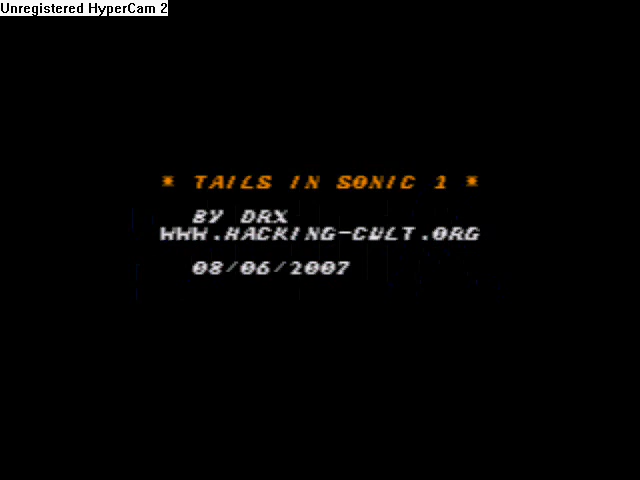 Unregistered HyperCam 2
* TAILS IN SONIC 1 *
BY DRX
WWW.HACKING-CULT.ORG
08/06/2007